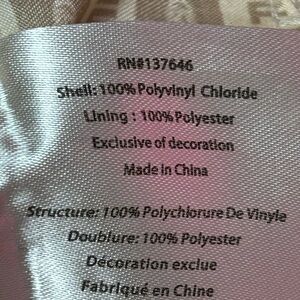 RN#137646
Shell: 100% Polyvinyl Chloride
Lining : 100% Polyester
Exclusive of decoration
Made in China
Structure: 100% Polychlorure De Vinyle
Doublure: 100% Polyester
Décoration exclue
Fabriqué en Chine